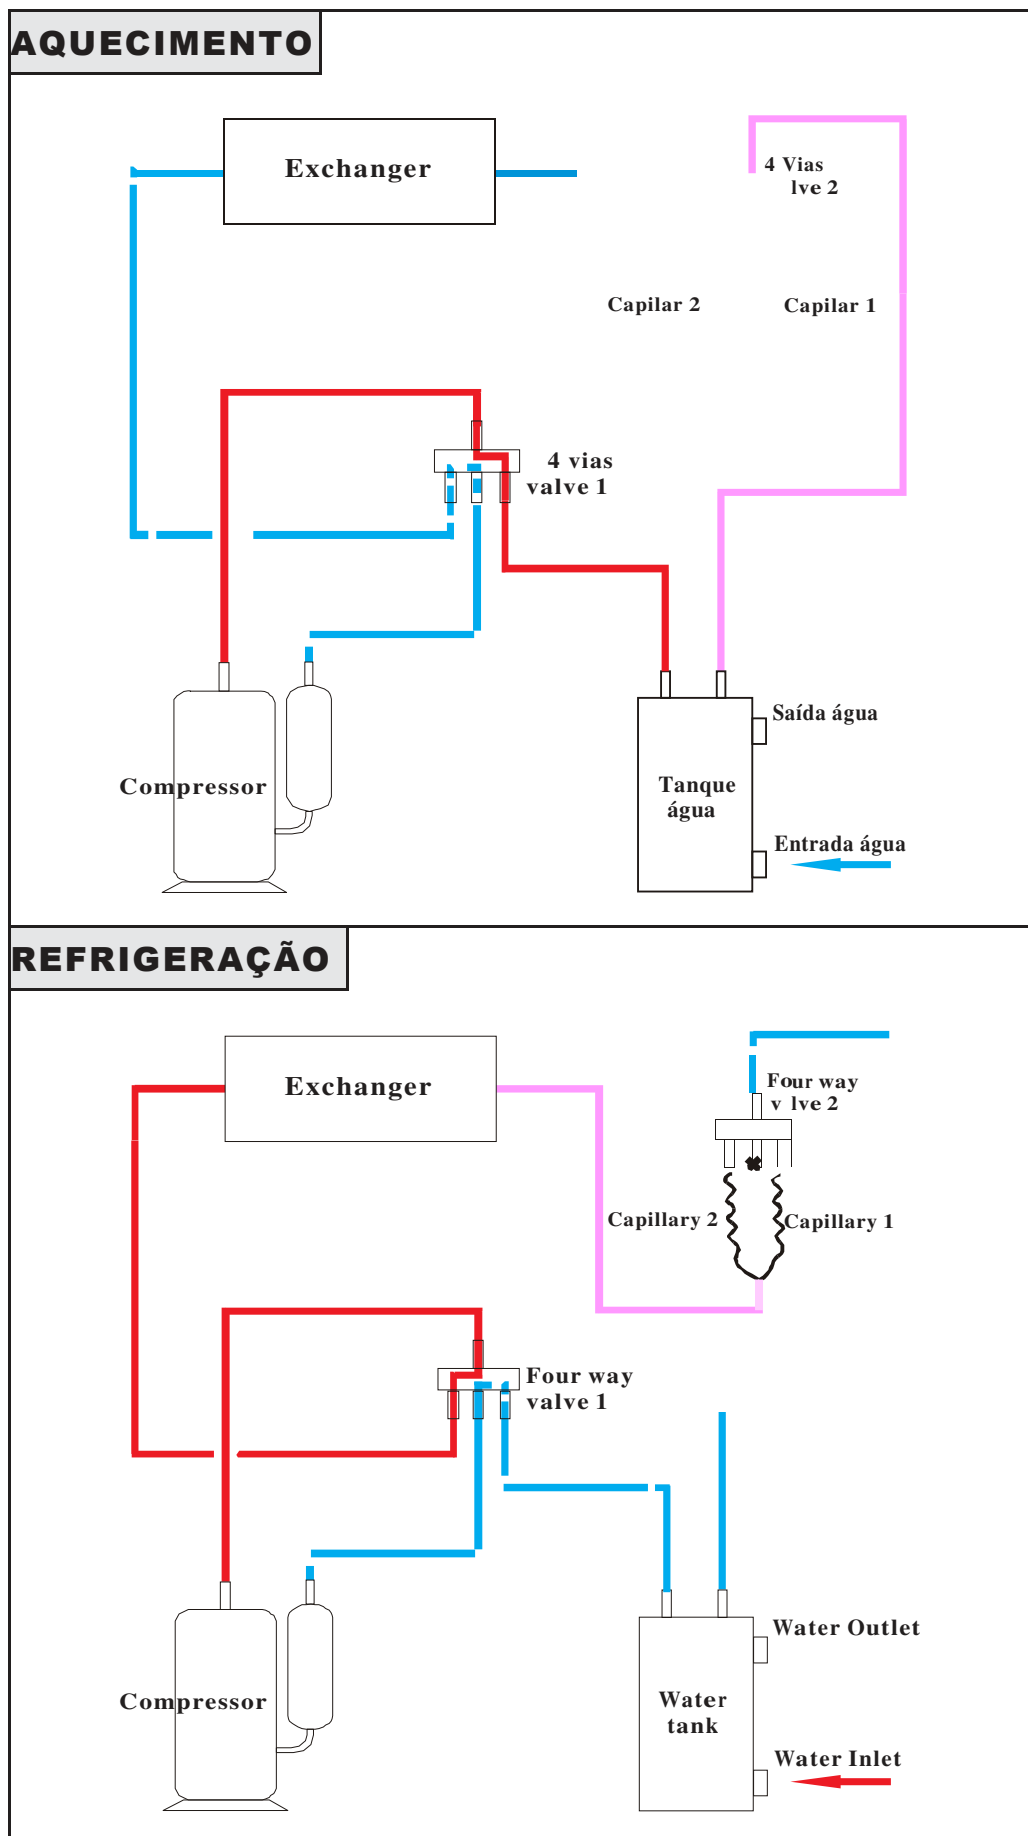 AQUECIMENTO
Exchanger
4 Vias
lve 2
Capilar 2
Capilar 1
4 vias
valve 1
Saída água
Compressor
Tanque
água
Entrada água
REFRIGERAÇÃO
Exchanger
Four way
v lve 2
Capillary 2
Capillary 1
Four way
valve 1
Water Outlet
Compressor
Water
tank
Water Inlet